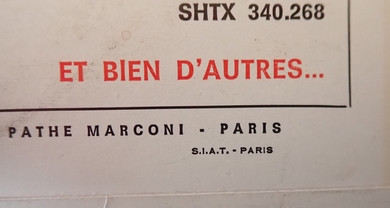 SHTX 340.268
ET BIEN D'AUTRES...
PATHE MARCONI - PARIS
S.I.A.T. - PARIS